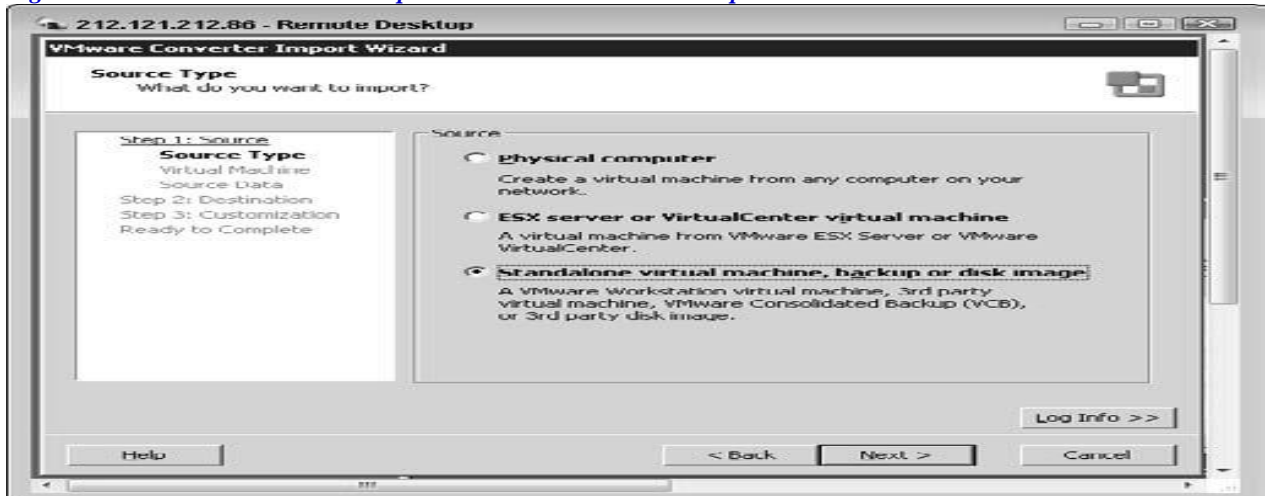 212.121.212.86 - Remote Desktop
VMware Converter Import Wizard
Source Type
What do you want to import?
Step 1: Source
Source Type
Virtual Machine
Source Data
Step 2: Destination
Step 3: Customization
Ready to Complete
Source
Physical computer
Create a virtual machine from any computer on your
network.
ESX server or VirtualCenter virtual machine
A virtual machine from VMware ESX Server or VMware
VirtualCenter.
Standalone virtual machine, backup or disk image
A VMware Workstation virtual machine, 3rd party
virtual machine, VMware Consolidated Backup (VCB),
or 3rd party disk image.
Log Info >>
Help
< Back
Next >
Cancel